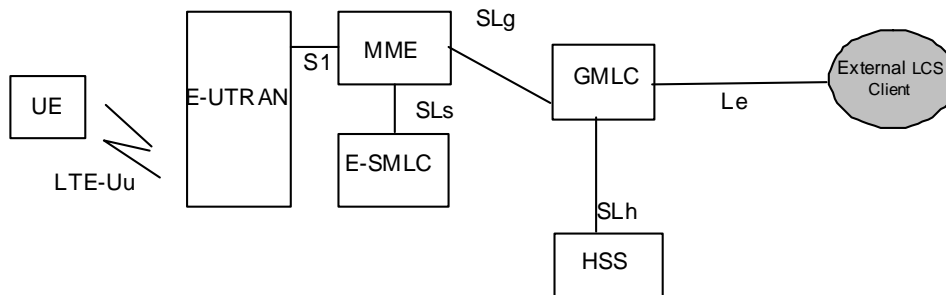 SLg
MME
S1
GMLC
External LCS
Client
UE
E-UTRAN
Le
SLs
E-SMLC
LTE-Uu
SLh
HSS